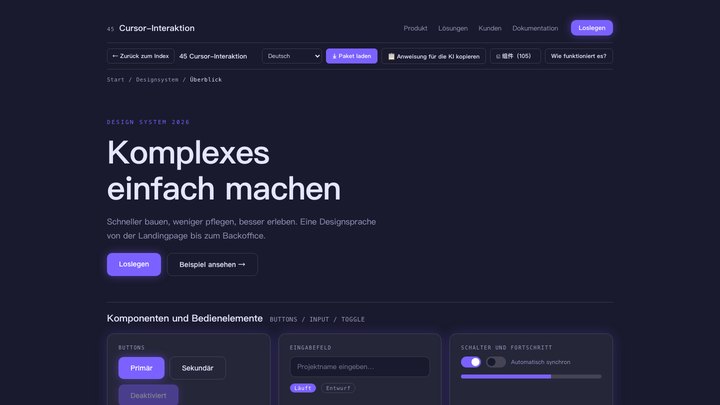 45 Cursor-Interaktion
Produkt Lösungen Kunden Dokumentation Loslegen
← Zurück zum Index 45 Cursor-Interaktion Deutsch ⤓ Paket laden 📋 Anweisung für die KI kopieren 组件 (105) Wie funktioniert es?
Start / Designsystem / Überblick
DESIGN SYSTEM 2026
Komplexes
einfach machen
Schneller bauen, weniger pflegen, besser erleben. Eine Designsprache
von der Landingpage bis zum Backoffice.
Loslegen Beispiel ansehen →
Komponenten und Bedienelemente BUTTONS / INPUT / TOGGLE
BUTTONS
Primär Sekundär
Deaktiviert
EINGABEFELD
Projektname eingeben…
Läuft Entwurf
SCHALTER UND FORTSCHRITT
Automatisch synchron